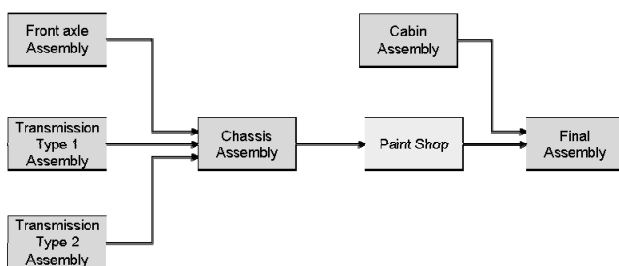 Front axle
Assembly
Cabin
Assembly
Transmission
Type 1
Assembly
Chassis
Assembly
Paint Shop
Final
Assembly
Transmission
Type 2
Assembly